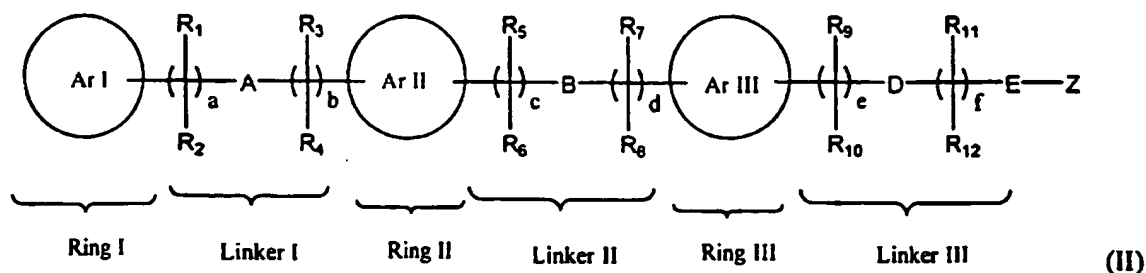 R₁ R₃ R₅ R₇ R₉ R₁₁
Ar I ( )a A ( )b Ar II ( )c B ( )d Ar III ( )e D ( )f E Z
R₂ R₄ R₆ R₈ R₁₀ R₁₂
Ring I Linker I Ring II Linker II Ring III Linker III (II)